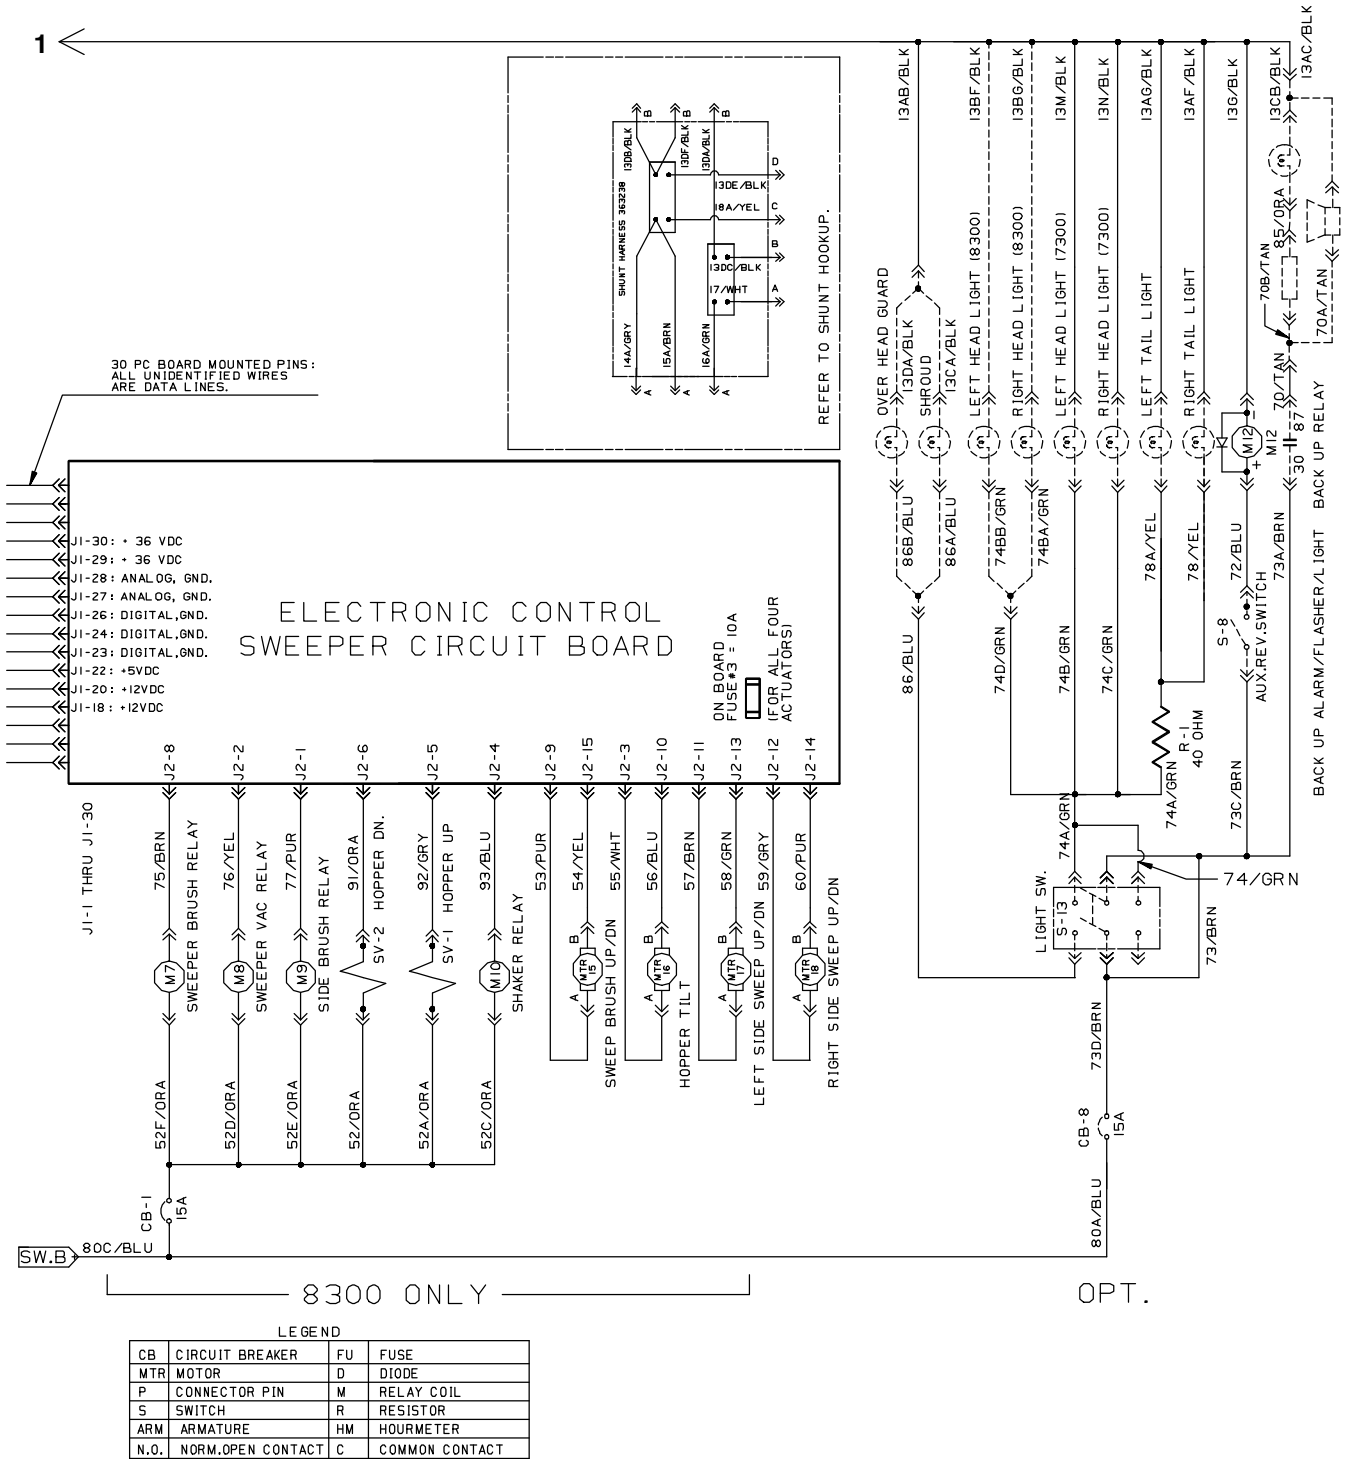 1
13AB/BLK
13BF/BLK
13BG/BLK
13M/BLK
13N/BLK
13AG/BLK
13AF/BLK
13G/BLK
13CB/BLK
13AC/BLK
B
B
B
13DB/BLK
13DF/BLK
13DA/BLK
SHUNT HARNESS 363238
13DE/BLK
D
18A/YEL
C
13DC/BLK
B
17/WHT
A
14A/GRY
15A/BRN
16A/GRN
A
A
A
REFER TO SHUNT HOOKUP.
OVER HEAD GUARD
13DA/BLK
SHROUD
13CA/BLK
LEFT HEAD LIGHT (8300)
RIGHT HEAD LIGHT (8300)
LEFT HEAD LIGHT (7300)
RIGHT HEAD LIGHT (7300)
LEFT TAIL LIGHT
RIGHT TAIL LIGHT
85/ORA
70B/TAN
70A/TAN
70/TAN
87
30
M12
M12
-
+
BACK UP ALARM/FLASHER/LIGHT BACK UP RELAY
30 PC BOARD MOUNTED PINS:
ALL UNIDENTIFIED WIRES
ARE DATA LINES.
J1-30: + 36 VDC
J1-29: + 36 VDC
J1-28: ANALOG, GND.
J1-27: ANALOG, GND.
J1-26: DIGITAL,GND.
J1-24: DIGITAL,GND.
J1-23: DIGITAL,GND.
J1-22: +5VDC
J1-20: +12VDC
J1-18: +12VDC
ELECTRONIC CONTROL
SWEEPER CIRCUIT BOARD
ON BOARD
FUSE#3 = 10A
(FOR ALL FOUR
ACTUATORS)
J2-8
J2-2
J2-1
J2-6
J2-5
J2-4
J2-9
J2-15
J2-3
J2-10
J2-11
J2-13
J2-12
J2-14
J1-1 THRU J1-30
86B/BLU
86A/BLU
74BB/GRN
74BA/GRN
78A/YEL
78/YEL
72/BLU
73A/BRN
S-8
AUX.REV.SWITCH
86/BLU
74D/GRN
74B/GRN
74C/GRN
R-1
40 OHM
74A/GRN
74A/GRN
73C/BRN
74/GRN
LIGHT SW.
S-13
73/BRN
75/BRN
SWEEPER BRUSH RELAY
76/YEL
SWEEPER VAC RELAY
77/PUR
SIDE BRUSH RELAY
91/ORA
SV-2 HOPPER DN.
92/GRY
SV-1 HOPPER UP
93/BLU
SHAKER RELAY
53/PUR
54/YEL
55/WHT
56/BLU
57/BRN
58/GRN
59/GRY
60/PUR
M7
M8
M9
M10
B
MTR 15
A
SWEEP BRUSH UP/DN
B
MTR 16
A
HOPPER TILT
B
MTR 17
A
LEFT SIDE SWEEP UP/DN
B
MTR 18
A
RIGHT SIDE SWEEP UP/DN
52F/ORA
52D/ORA
52E/ORA
52/ORA
52A/ORA
52C/ORA
73D/BRN
CB-8
15A
80A/BLU
CB-1
15A
SW.B
80C/BLU
8300 ONLY
OPT.
LEGEND
CB CIRCUIT BREAKER FU FUSE
MTR MOTOR D DIODE
P CONNECTOR PIN M RELAY COIL
S SWITCH R RESISTOR
ARM ARMATURE HM HOURMETER
N.O. NORM.OPEN CONTACT C COMMON CONTACT